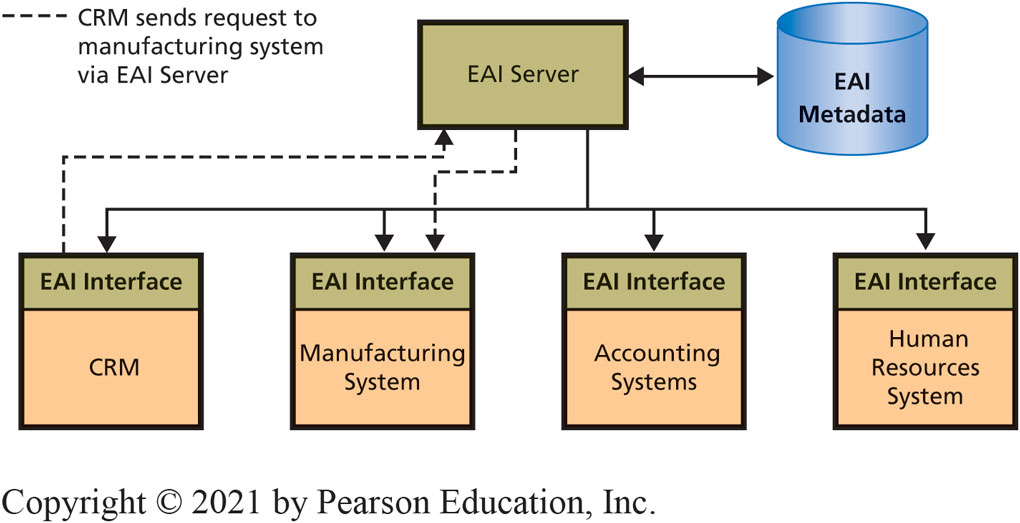 CRM sends request to
manufacturing system
via EAI Server
EAI Server
EAI
Metadata
EAI Interface
CRM
EAI Interface
Manufacturing
System
EAI Interface
Accounting
Systems
EAI Interface
Human
Resources
System
Copyright © 2021 by Pearson Education, Inc.